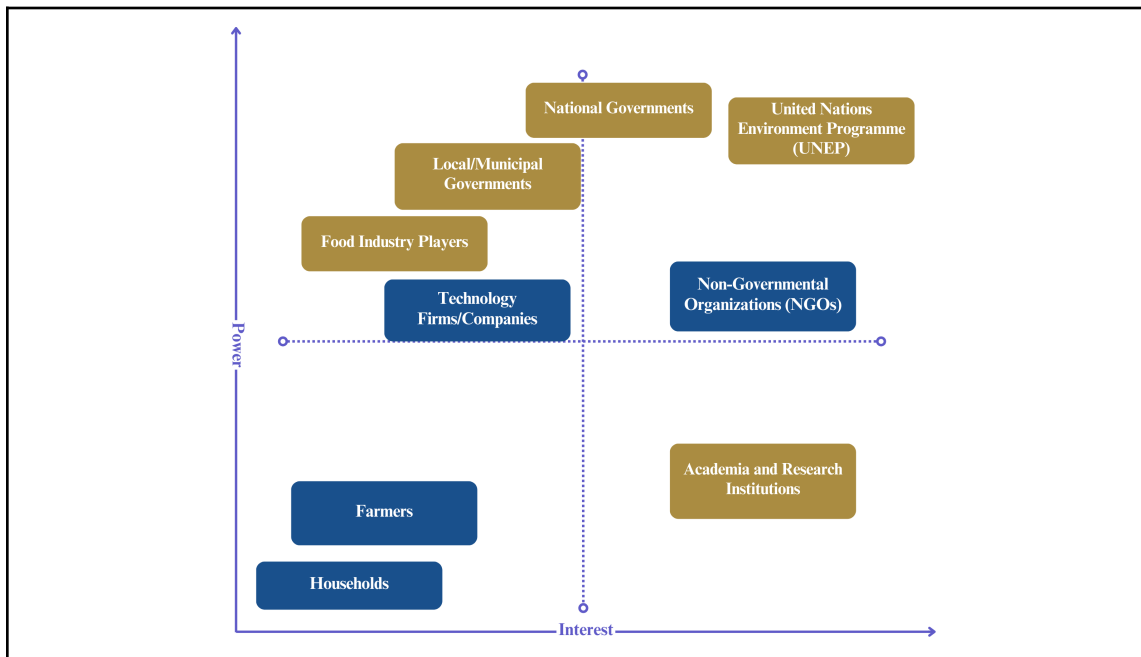 National Governments
United Nations
Environment Programme
(UNEP)
Local/Municipal
Governments
Food Industry Players
Technology
Firms/Companies
Non-Governmental
Organizations (NGOs)
Power
Academia and Research
Institutions
Farmers
Households
Interest